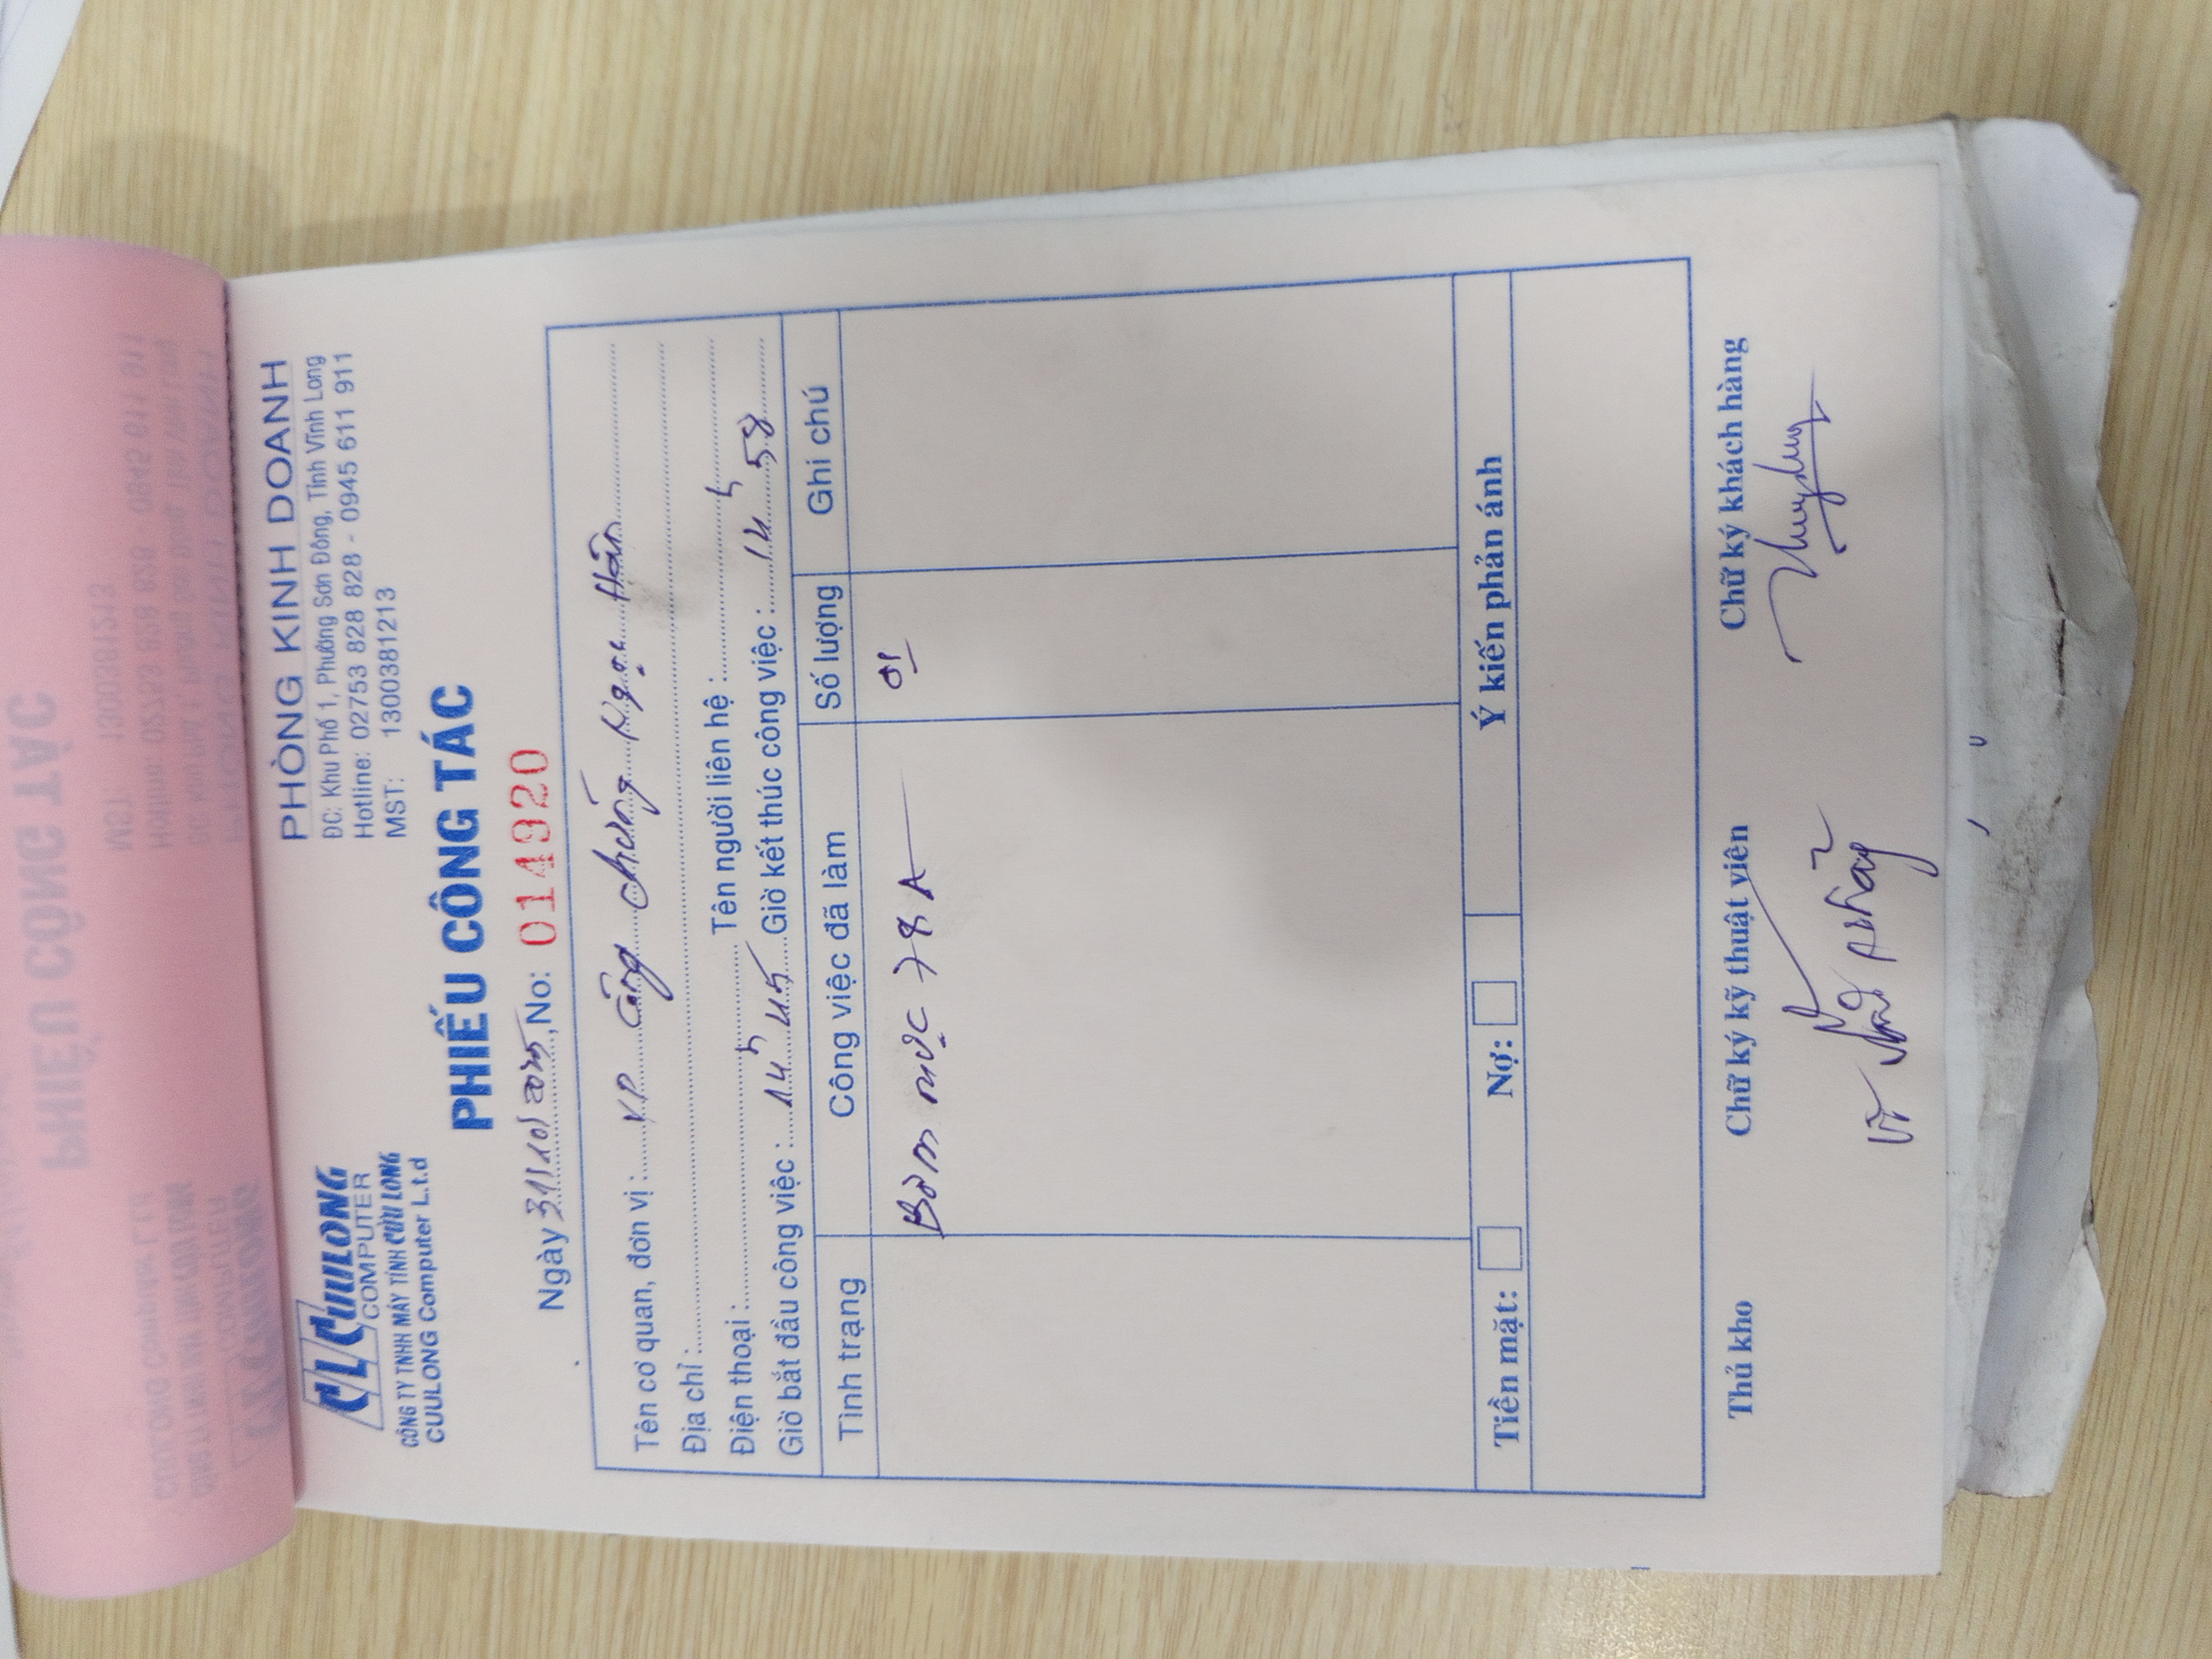 CL CUULONG
COMPUTER
CÔNG TY TNHH MÁY TÍNH CỬU LONG
CUULONG Computer L.t.d
PHÒNG KINH DOANH
ĐC: Khu Phố 1, Phường Sơn Đông, Tỉnh Vĩnh Long
Hotline: 02753 828 828 - 0945 611 911
MST: 1300381213
PHIẾU CÔNG TÁC
Ngày 31/10/2025, No: 014920
Tên cơ quan, đơn vị: VP Công chứng Ngọc Hân
Địa chỉ:
Điện thoại: Tên người liên hệ:
Giờ bắt đầu công việc: 14h 45 Giờ kết thúc công việc: 14h 58
Tình trạng Công việc đã làm Số lượng Ghi chú
Bơm mực 78A 01
Tiền mặt: Nợ: Ý kiến phản ánh
Thủ kho Chữ ký kỹ thuật viên Chữ ký khách hàng